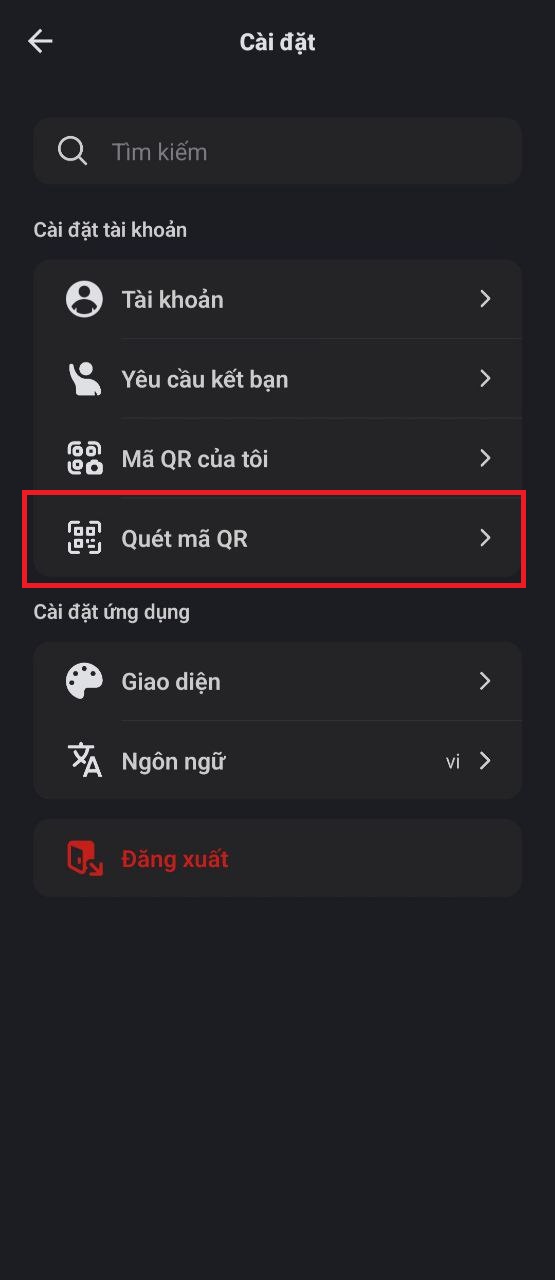 Cài đặt
Tìm kiếm
Cài đặt tài khoản
Tài khoản
Yêu cầu kết bạn
Mã QR của tôi
Quét mã QR
Cài đặt ứng dụng
Giao diện
Ngôn ngữ vi
Đăng xuất